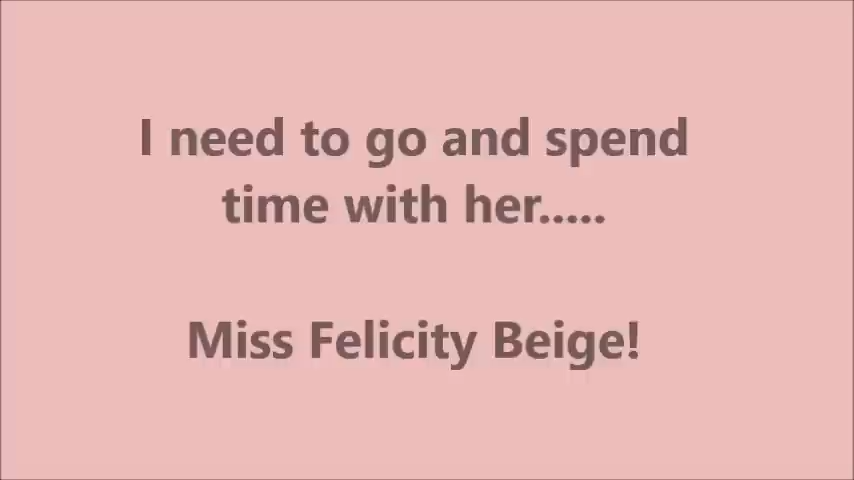 I need to go and spend
time with her.....
Miss Felicity Beige!